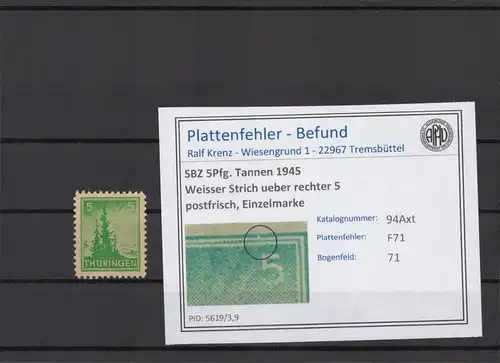 Plattenfehler - Befund
Ralf Krenz - Wiesengrund 1 - 22967 Tremsbüttel
SBZ 5Pfg. Tannen 1945
Weisser Strich ueber rechter 5
postfrisch, Einzelmarke
Katalognummer: 94Axt
Plattenfehler: F71
Bogenfeld: 71
5
PID: 5619/3,9
5 5
THÜRINGEN